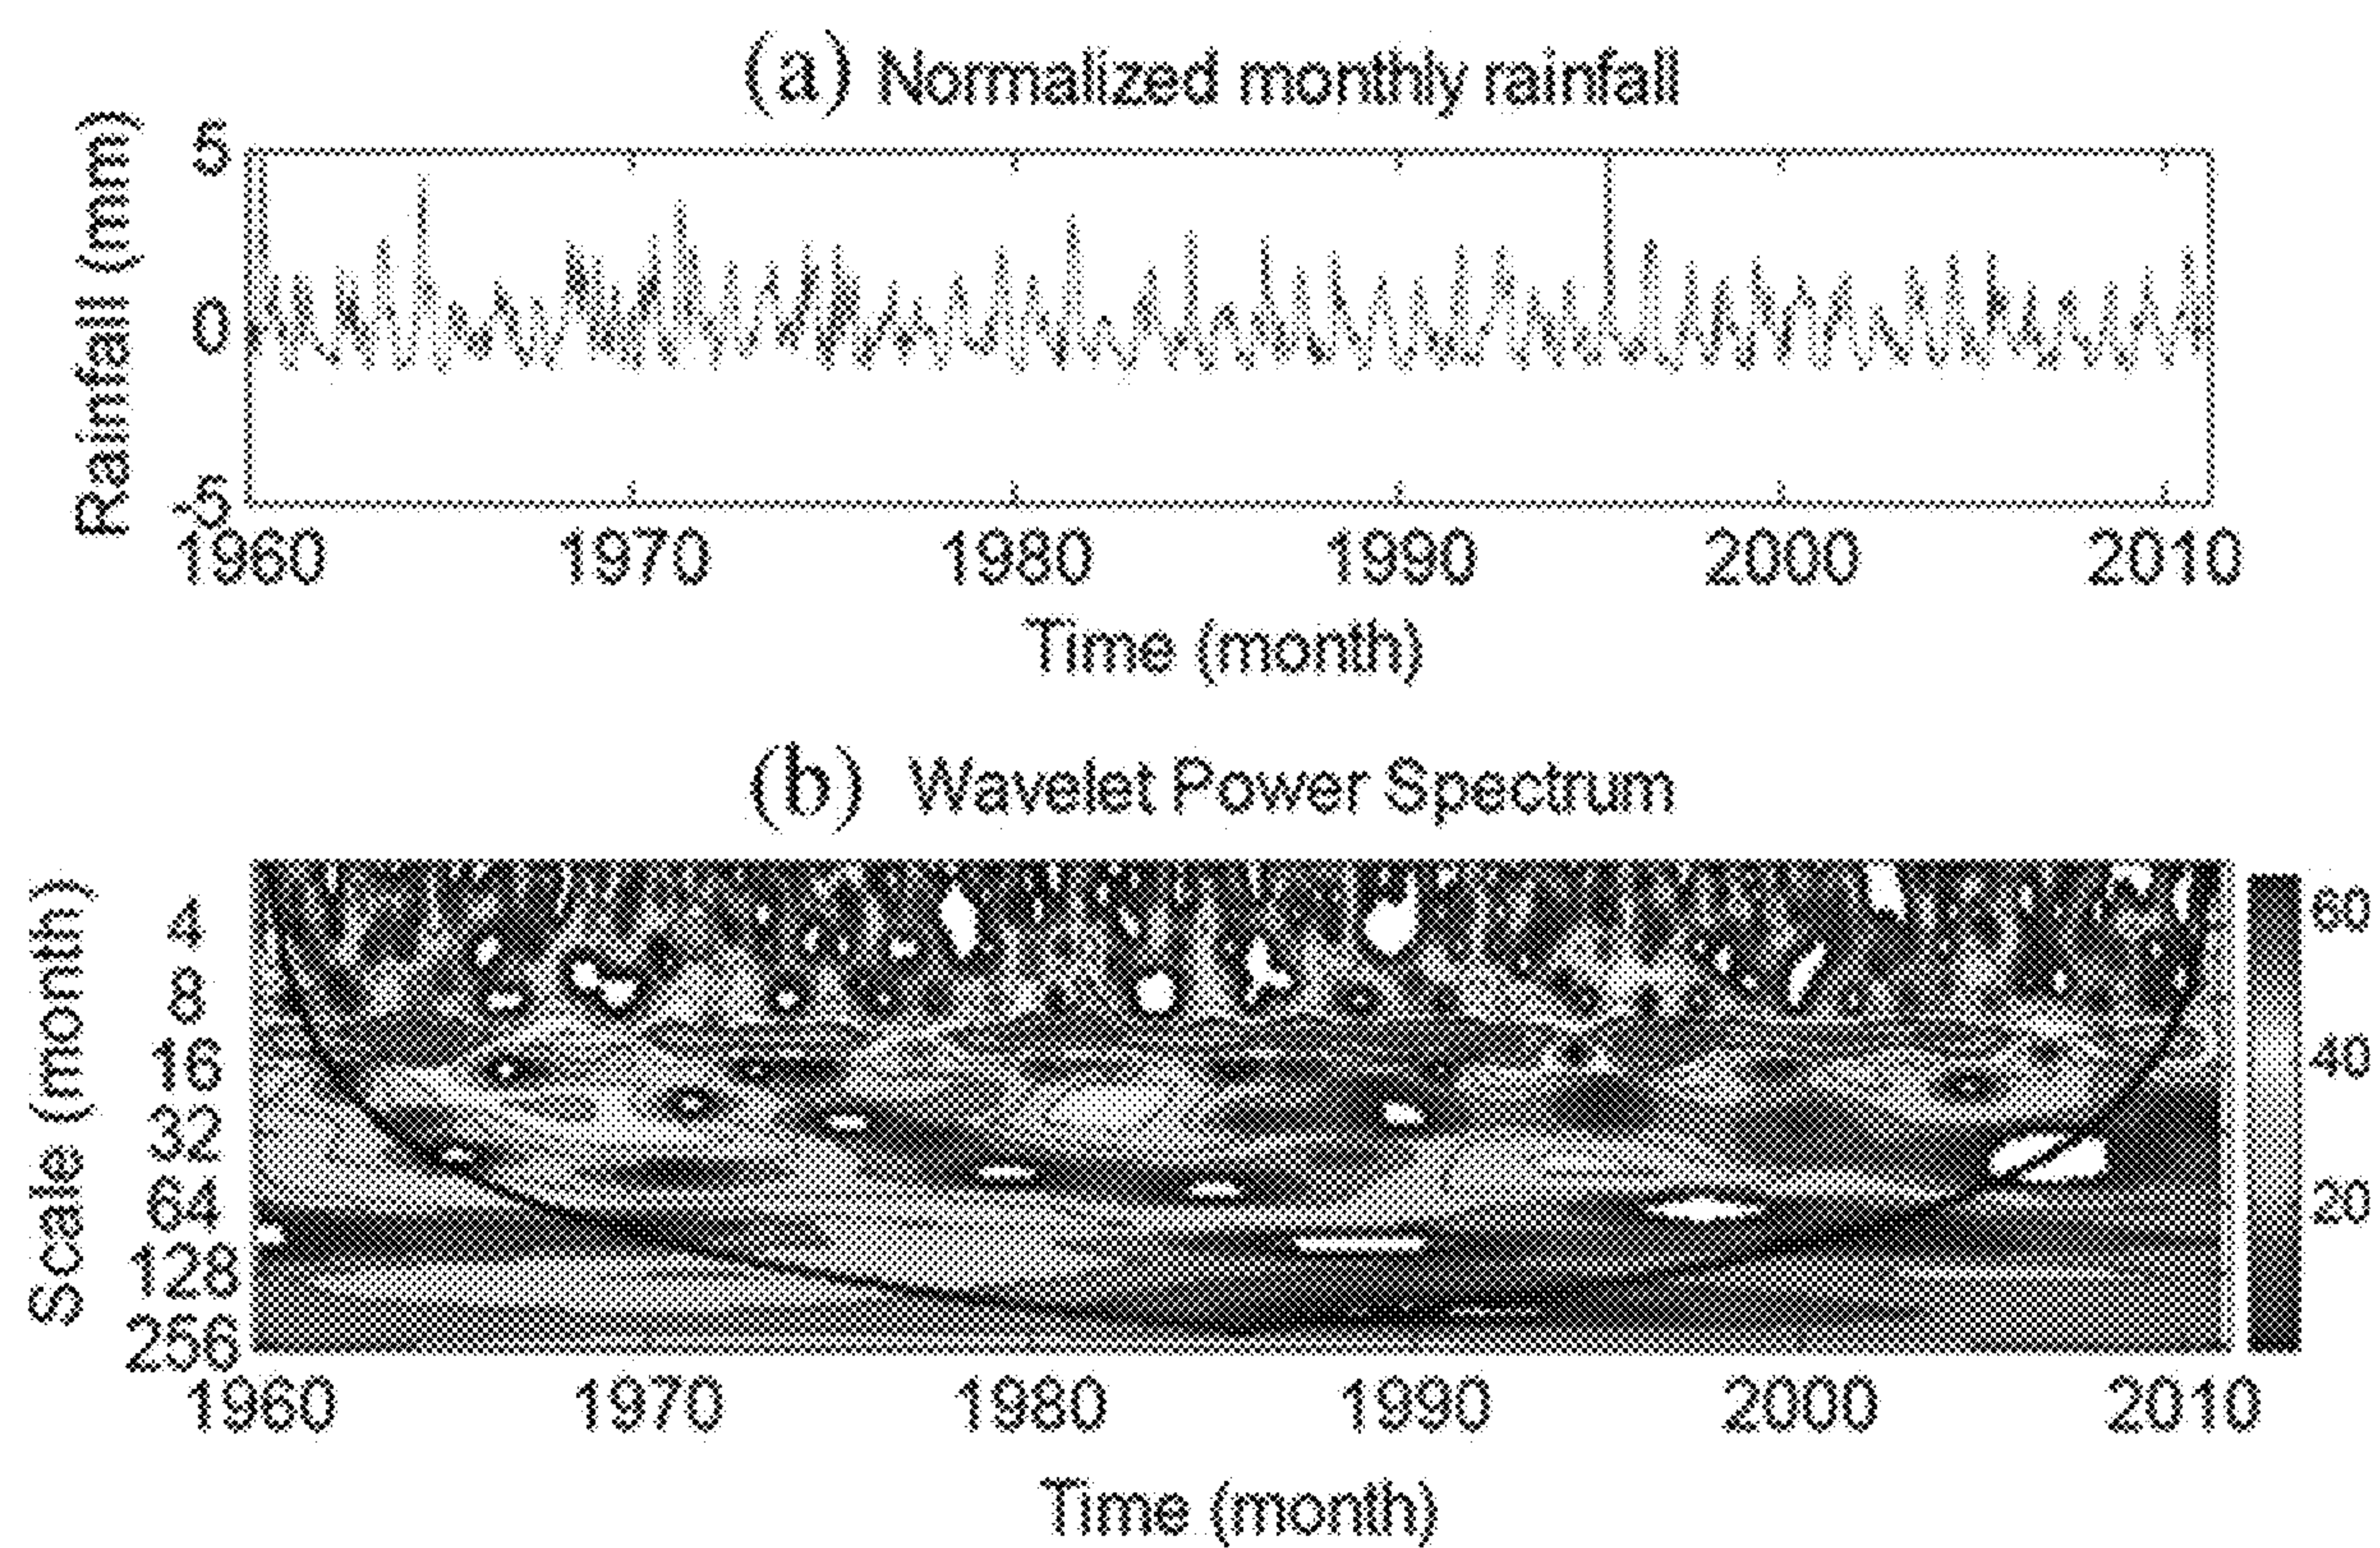 (a) Normalized monthly rainfall
Rainfall (mm)
5
0
-5
1960 1970 1980 1990 2000 2010
Time (month)
(b) Wavelet Power Spectrum
Scale (month)
4
8
16
32
64
128
256
60
40
20
1960 1970 1980 1990 2000 2010
Time (month)